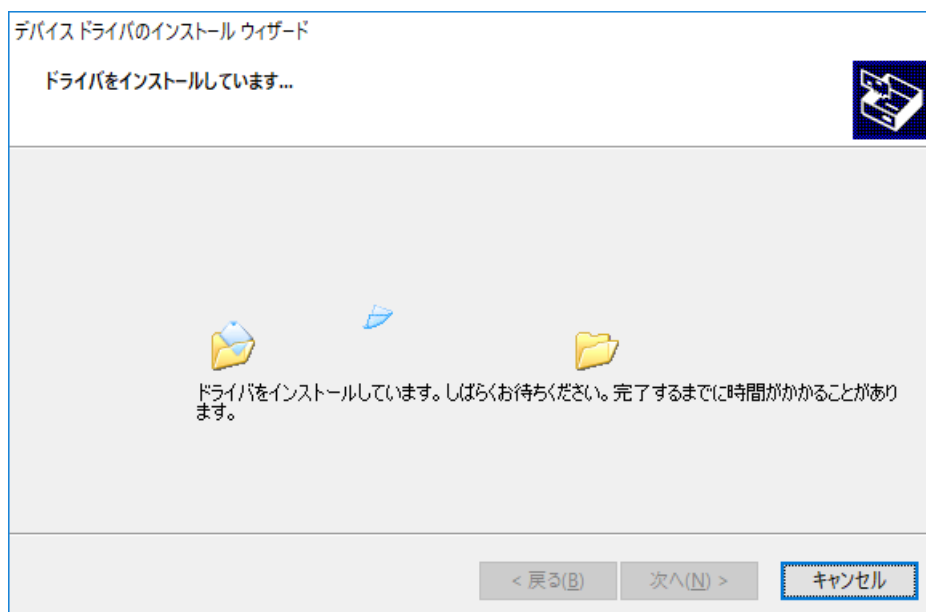 デバイス ドライバのインストール ウィザード
ドライバをインストールしています...
ドライバをインストールしています。しばらくお待ちください。完了するまでに時間がかかることがあり
ます。
< 戻る(B)
次へ(N) >
キャンセル